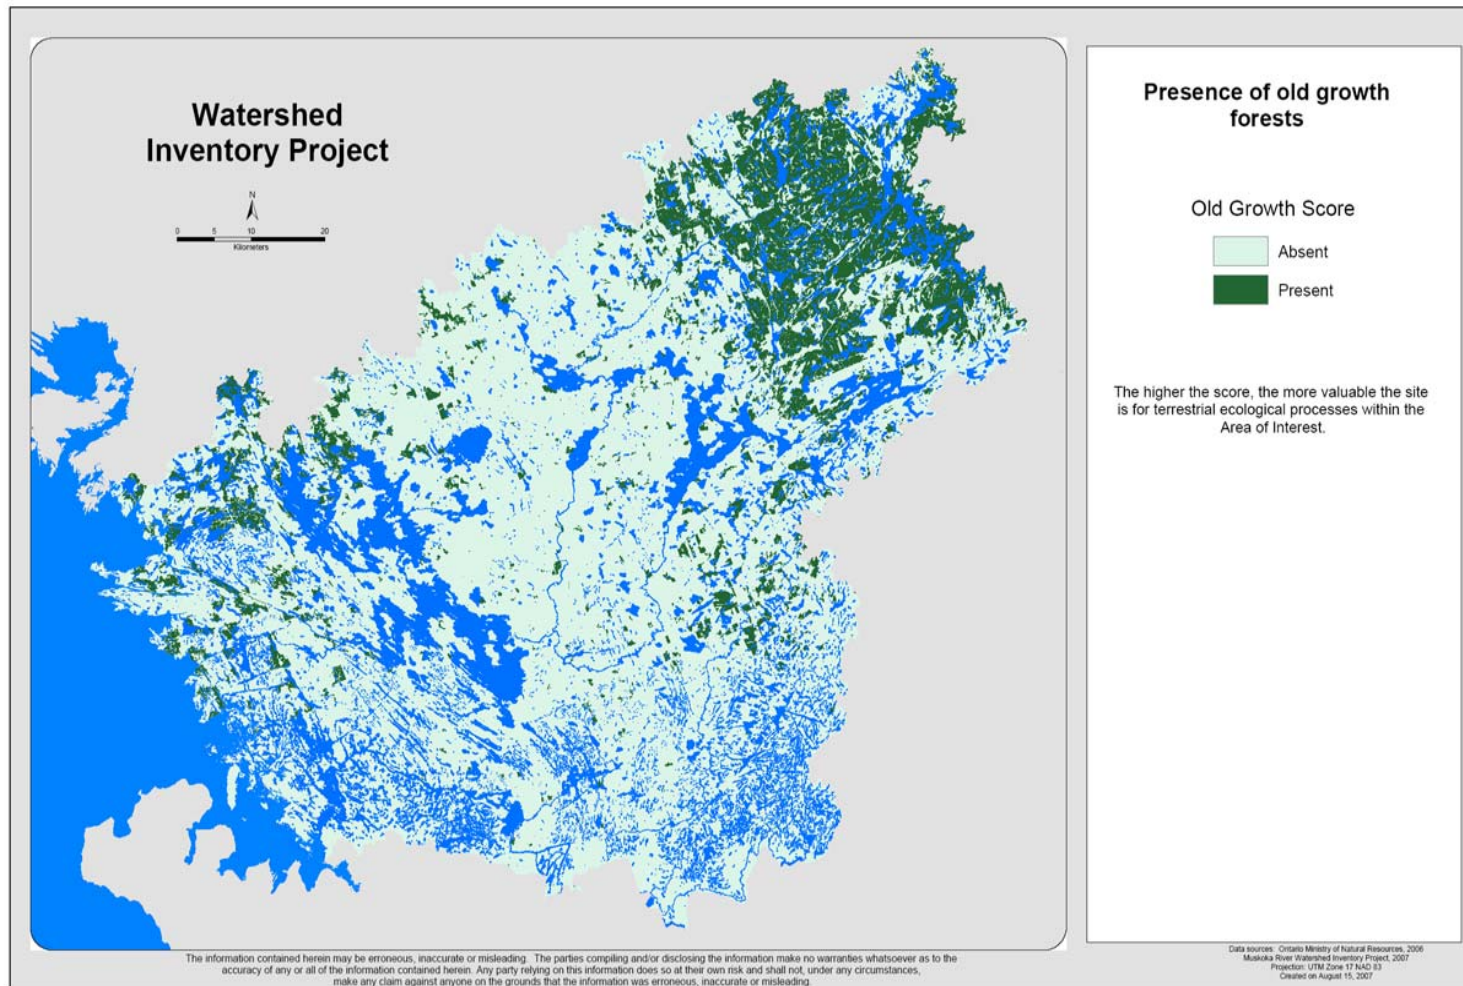 Watershed
Inventory Project
N
0 5 10 20
Kilometers
Presence of old growth
forests
Old Growth Score
Absent
Present
The higher the score, the more valuable the site
is for terrestrial ecological processes within the
Area of Interest.
The information contained herein may be erroneous, inaccurate or misleading. The parties compiling and/or disclosing the information make no warranties whatsoever as to the
accuracy of any or all of the information contained herein. Any party relying on this information does so at their own risk and shall not, under any circumstances,
make any claim against anyone on the grounds that the information was erroneous, inaccurate or misleading.
Data sources: Ontario Ministry of Natural Resources, 2006
Muskoka River Watershed Inventory Project, 2007
Projection: UTM Zone 17 NAD 83
Created on August 15, 2007